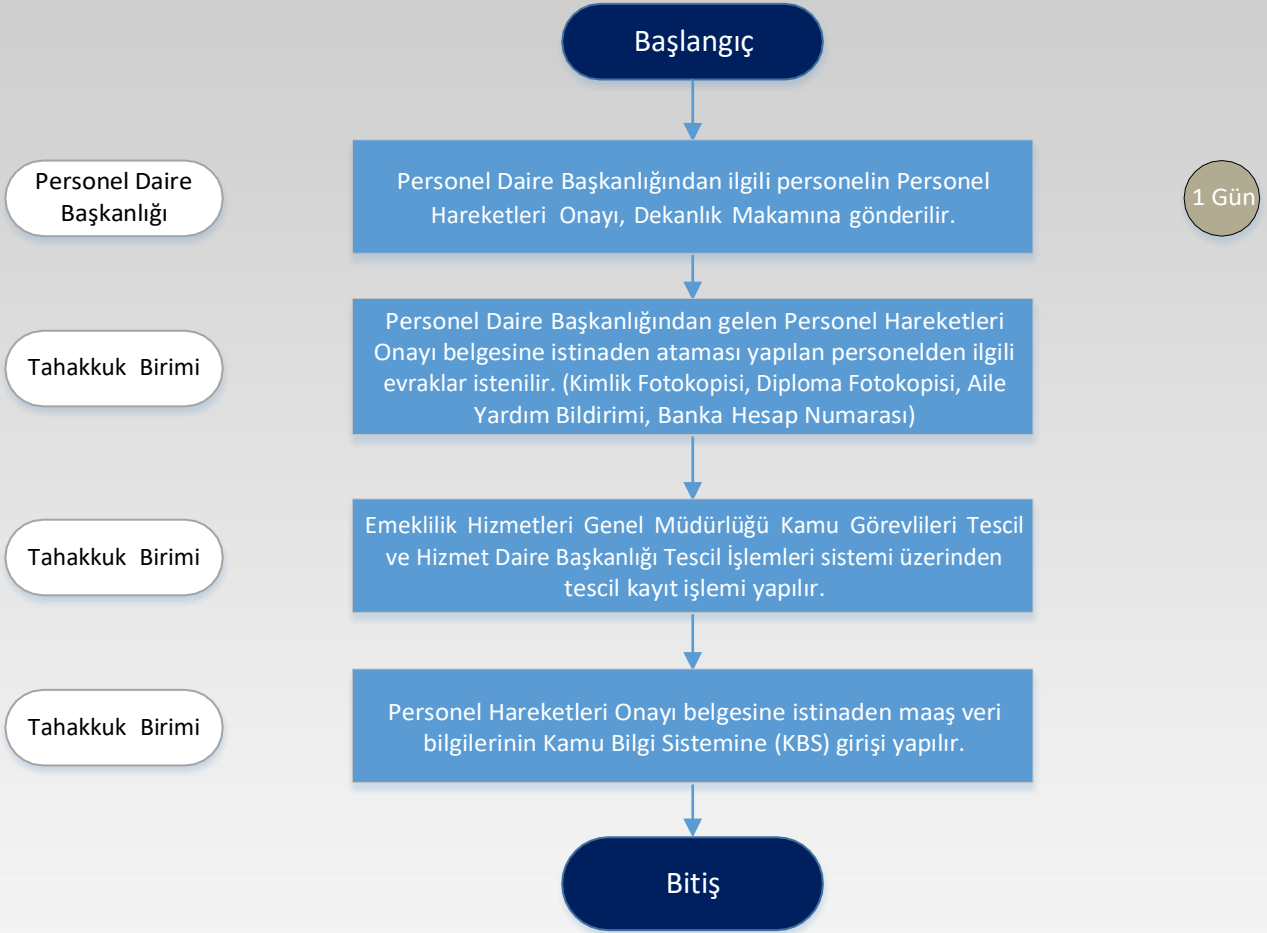 Başlangıç
Personel Daire
Başkanlığı
Personel Daire Başkanlığından ilgili personelin Personel
Hareketleri Onayı, Dekanlık Makamına gönderilir.
1 Gün
Tahakkuk Birimi
Personel Daire Başkanlığından gelen Personel Hareketleri
Onayı belgesine istinaden ataması yapılan personelden ilgili
evraklar istenilir. (Kimlik Fotokopisi, Diploma Fotokopisi, Aile
Yardım Bildirimi, Banka Hesap Numarası)
Tahakkuk Birimi
Emeklilik Hizmetleri Genel Müdürlüğü Kamu Görevlileri Tescil
ve Hizmet Daire Başkanlığı Tescil İşlemleri sistemi üzerinden
tescil kayıt işlemi yapılır.
Tahakkuk Birimi
Personel Hareketleri Onayı belgesine istinaden maaş veri
bilgilerinin Kamu Bilgi Sistemine (KBS) girişi yapılır.
Bitiş